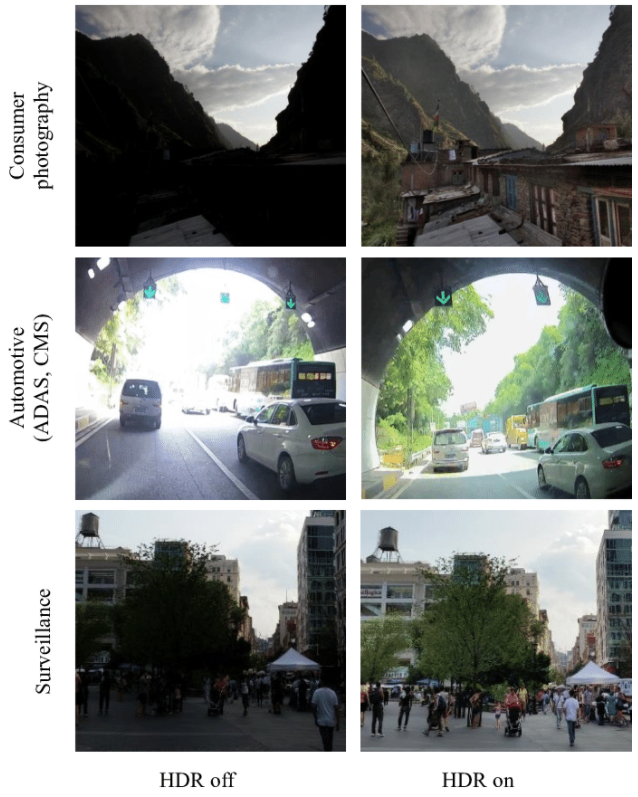 Consumer
photography
Automotive
(ADAS, CMS)
Surveillance
HDR off
HDR on